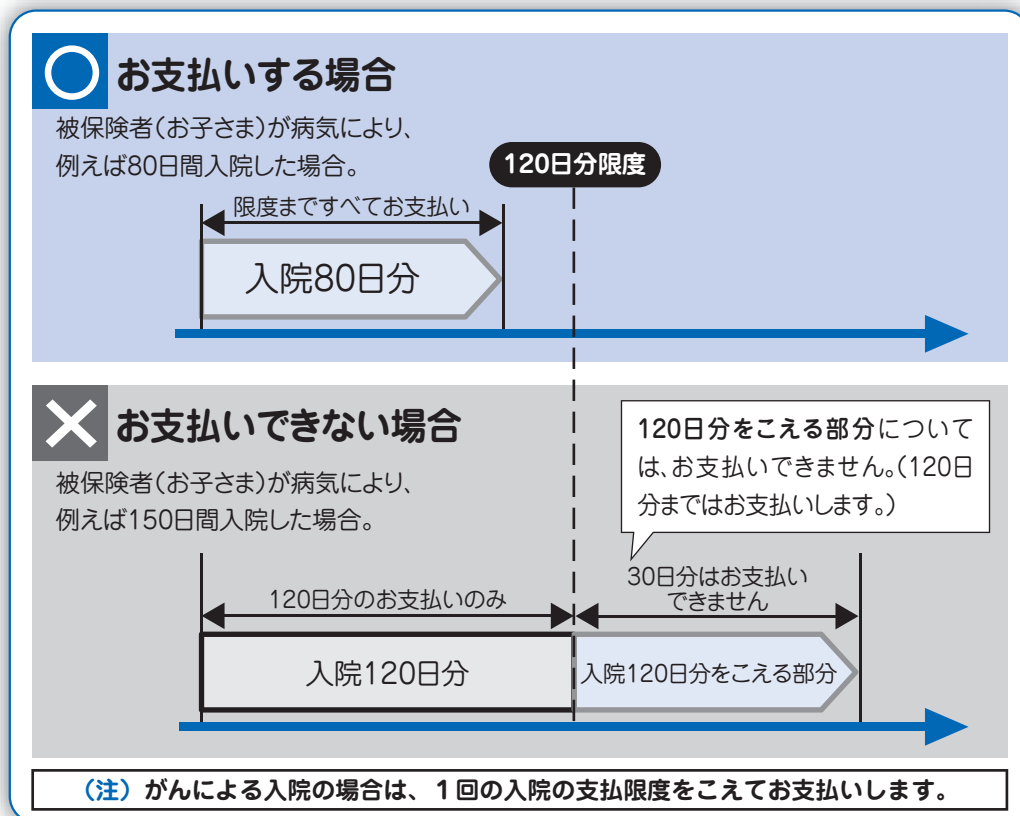 お支払いする場合
被保険者(お子さま)が病気により、
例えば80日間入院した場合。
120日分限度
限度まですべてお支払い
入院80日分
お支払いできない場合
被保険者(お子さま)が病気により、
例えば150日間入院した場合。
120日分をこえる部分について
は、お支払いできません。(120日
分まではお支払いします。)
120日分のお支払いのみ
30日分はお支払い
できません
入院120日分
入院120日分をこえる部分
(注)がんによる入院の場合は、1回の入院の支払限度をこえてお支払いします。